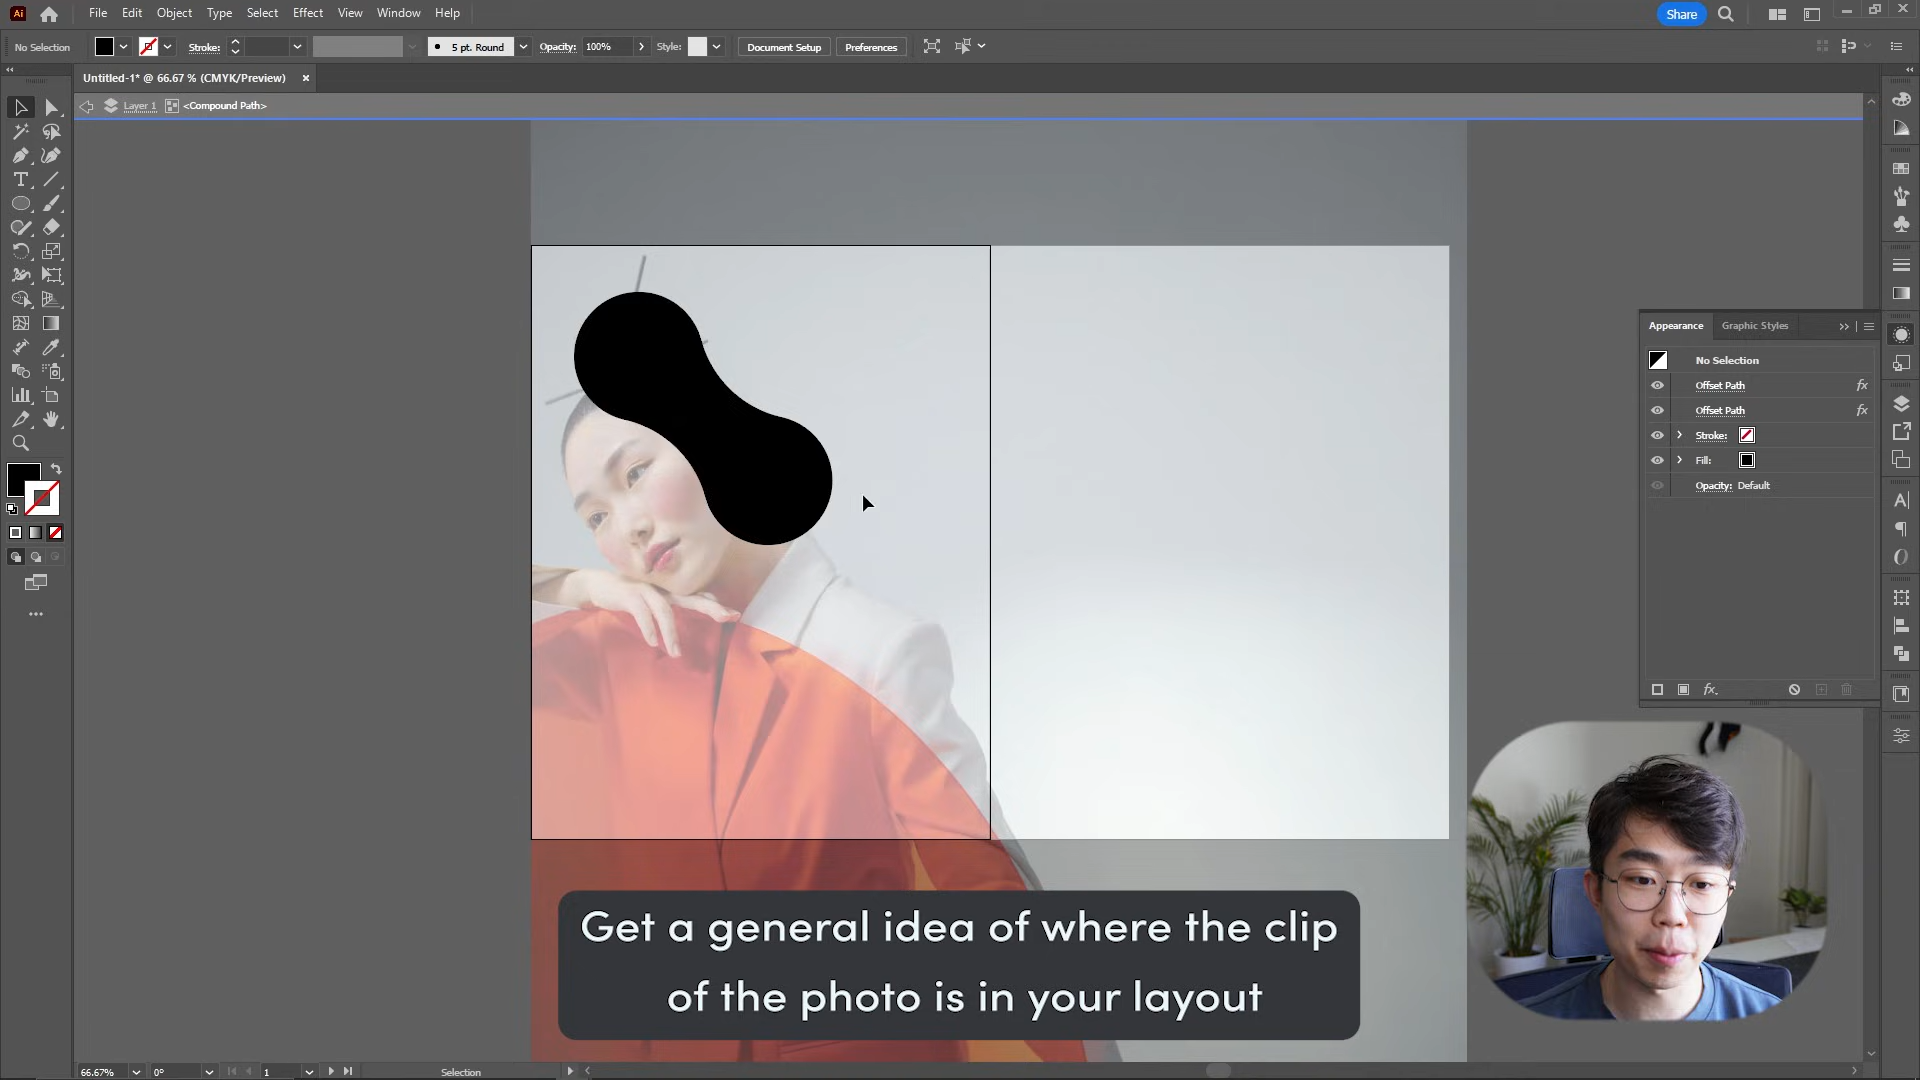 Ai File Edit Object Type Select Effect View Window Help Share
No Selection Stroke: 5 pt. Round Opacity: 100% Style: Document Setup Preferences
Untitled-1* @ 66.67 % (CMYK/Preview) ×
Layer 1 <Compound Path>
Appearance Graphic Styles
No Selection
Offset Path fx
Offset Path fx
Stroke:
Fill:
Opacity: Default
fx.
Get a general idea of where the clip
of the photo is in your layout
66.67% 0° 1 Selection